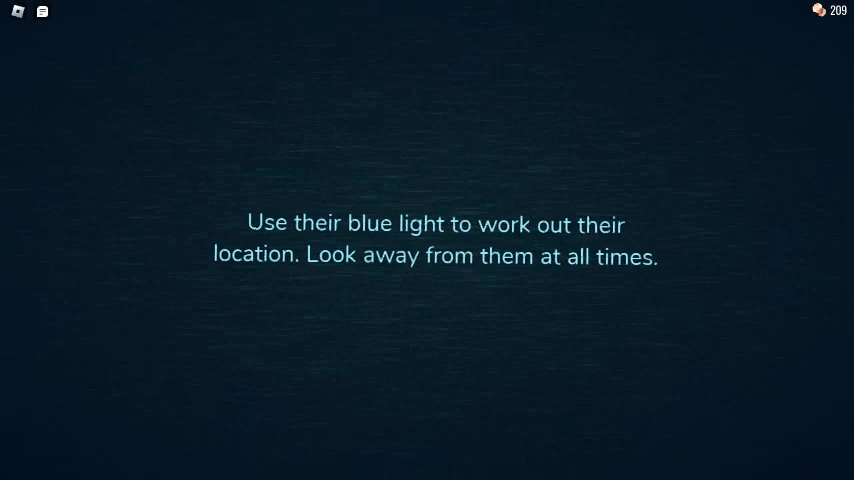 209
Use their blue light to work out their
location. Look away from them at all times.